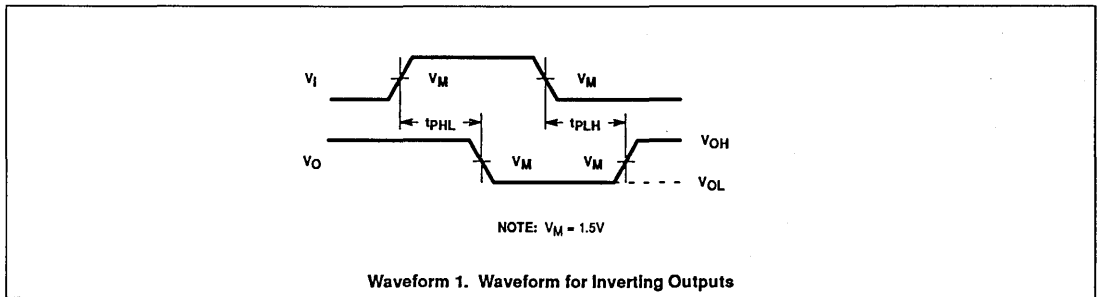 VI VM VM
tPHL tPLH
VO VM VM VOH
VOL
NOTE: VM = 1.5V
Waveform 1. Waveform for Inverting Outputs